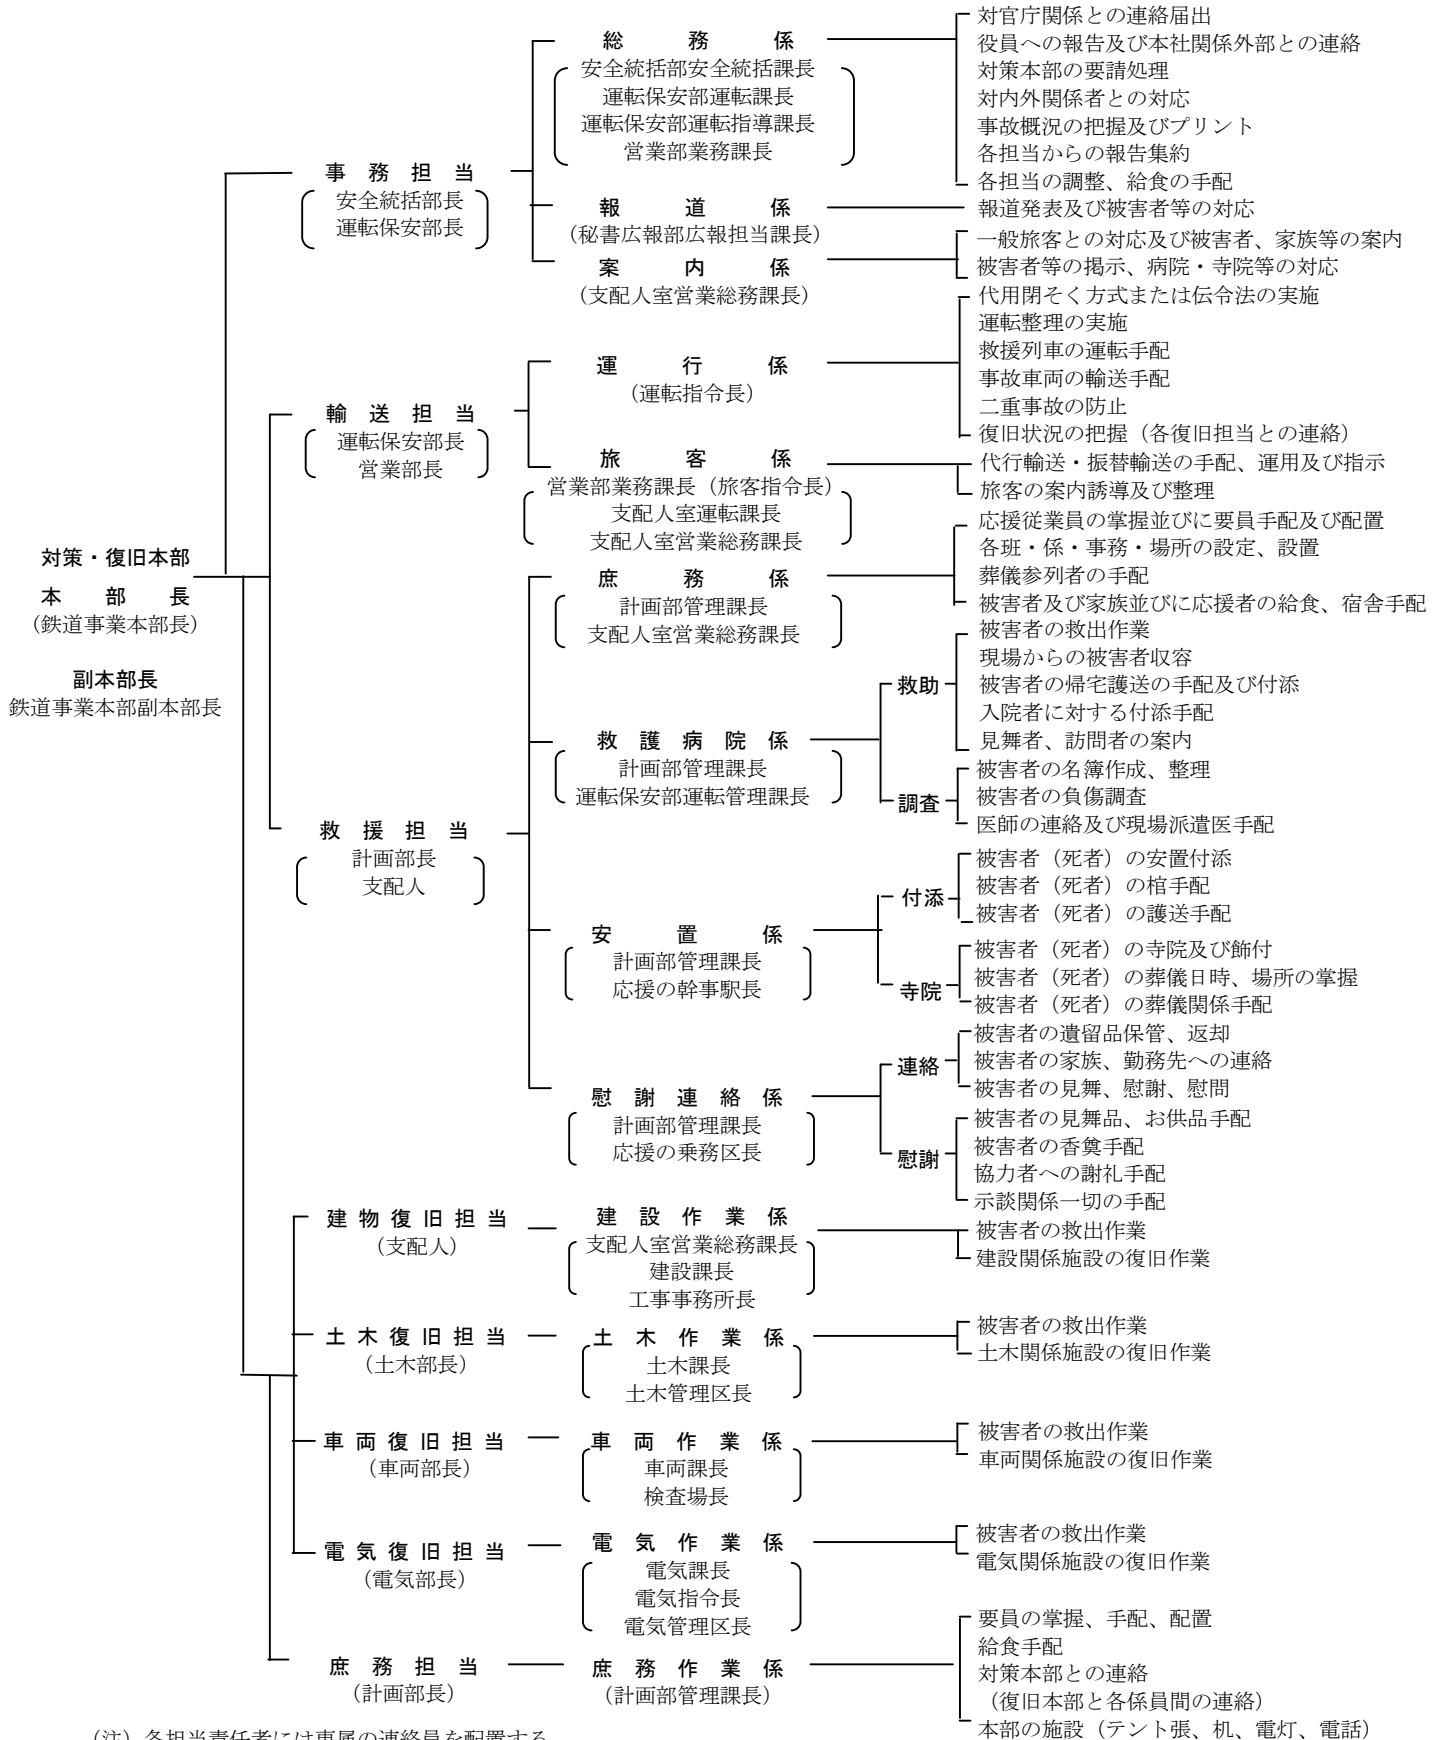 対策・復旧本部
本部長
（鉄道事業本部長）
副本部長
鉄道事業本部副本部長
事務担当
安全統括部長
運転保安部長
総務係
安全統括部安全統括課長
運転保安部運転課長
運転保安部運転指導課長
営業部業務課長
対官庁関係との連絡届出
役員への報告及び本社関係外部との連絡
対策本部の要請処理
対内外関係者との対応
事故概況の把握及びプリント
各担当からの報告集約
各担当の調整、給食の手配
報道係
（秘書広報部広報担当課長）
報道発表及び被害者等の対応
案内係
（支配人室営業総務課長）
一般旅客との対応及び被害者、家族等の案内
被害者等の掲示、病院・寺院等の対応
輸送担当
運転保安部長
営業部長
運行係
（運転指令長）
代用閉そく方式または伝令法の実施
運転整理の実施
救援列車の運転手配
事故車両の輸送手配
二重事故の防止
復旧状況の把握（各復旧担当との連絡）
旅客係
営業部業務課長（旅客指令長）
支配人室運転課長
支配人室営業総務課長
代行輸送・振替輸送の手配、運用及び指示
旅客の案内誘導及び整理
救援担当
計画部長
支配人
庶務係
計画部管理課長
支配人室営業総務課長
応援従業員の掌握並びに要員手配及び配置
各班・係・事務・場所の設定、設置
葬儀参列者の手配
被害者及び家族並びに応援者の給食、宿舎手配
救護病院係
計画部管理課長
運転保安部運転管理課長
救助
被害者の救出作業
現場からの被害者収容
被害者の帰宅護送の手配及び付添
入院者に対する付添手配
見舞者、訪問者の案内
調査
被害者の名簿作成、整理
被害者の負傷調査
医師の連絡及び現場派遣医手配
安置係
計画部管理課長
応援の幹事駅長
付添
被害者（死者）の安置付添
被害者（死者）の棺手配
被害者（死者）の護送手配
寺院
被害者（死者）の寺院及び飾付
被害者（死者）の葬儀日時、場所の掌握
被害者（死者）の葬儀関係手配
慰謝連絡係
計画部管理課長
応援の乗務区長
連絡
被害者の遺留品保管、返却
被害者の家族、勤務先への連絡
被害者の見舞、慰謝、慰問
慰謝
被害者の見舞品、お供品手配
被害者の香奠手配
協力者への謝礼手配
示談関係一切の手配
建物復旧担当
（支配人）
建設作業係
支配人室営業総務課長
建設課長
工事事務所長
被害者の救出作業
建設関係施設の復旧作業
土木復旧担当
（土木部長）
土木作業係
土木課長
土木管理区長
被害者の救出作業
土木関係施設の復旧作業
車両復旧担当
（車両部長）
車両作業係
車両課長
検査場長
被害者の救出作業
車両関係施設の復旧作業
電気復旧担当
（電気部長）
電気作業係
電気課長
電気指令長
電気管理区長
被害者の救出作業
電気関係施設の復旧作業
庶務担当
（計画部長）
庶務作業係
（計画部管理課長）
要員の掌握、手配、配置
給食手配
対策本部との連絡
（復旧本部と各係員間の連絡）
本部の施設（テント張、机、電灯、電話）
（注）各担当責任者には専属の連絡員を配置する